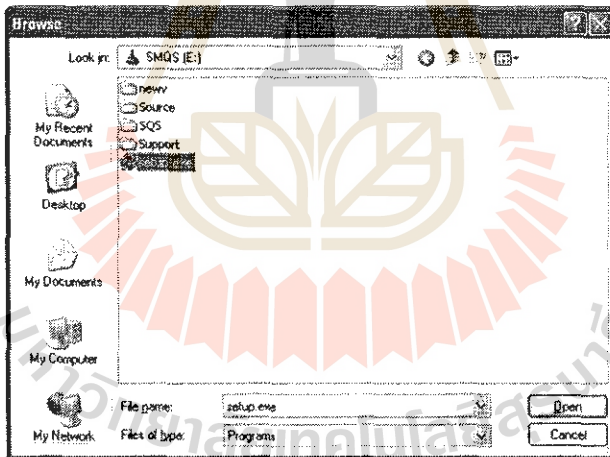 Browse
Look in: SMQS (E:)
newv
Source
SQS
Support
My Recent
Documents
Desktop
My Documents
My Computer
My Network
File name: setup.exe
Open
Files of type: Programs
Cancel